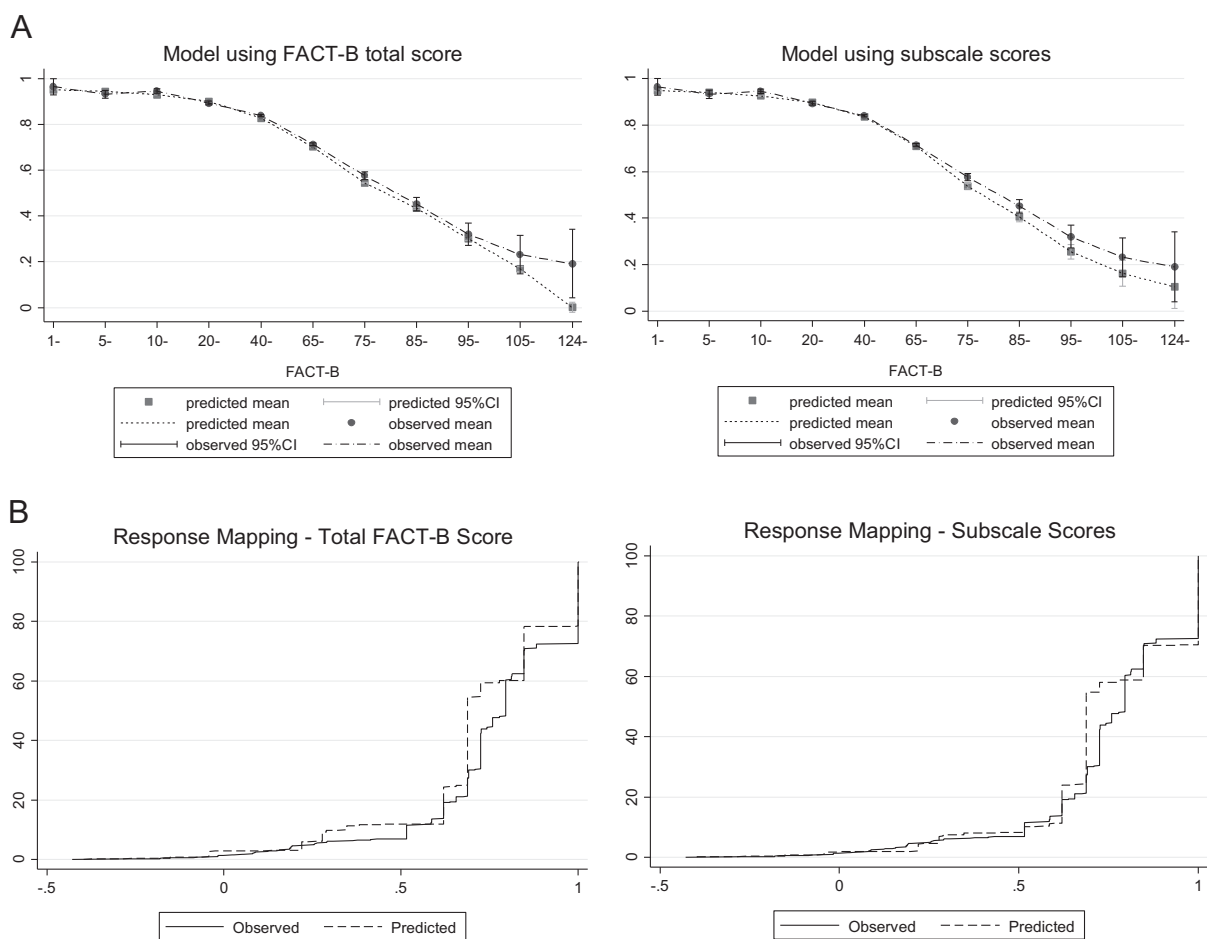 A
Model using FACT-B total score
1
.8
.6
.4
.2
0
1- 5- 10- 20- 40- 65- 75- 85- 95- 105- 124-
FACT-B
predicted mean predicted 95%CI
predicted mean observed mean
observed 95%CI observed mean
Model using subscale scores
1
.8
.6
.4
.2
0
1- 5- 10- 20- 40- 65- 75- 85- 95- 105- 124-
FACT-B
predicted mean predicted 95%CI
predicted mean observed mean
observed 95%CI observed mean
B
Response Mapping - Total FACT-B Score
100
80
60
40
20
0
-.5 0 .5 1
Observed Predicted
Response Mapping - Subscale Scores
100
80
60
40
20
0
-.5 0 .5 1
Observed Predicted